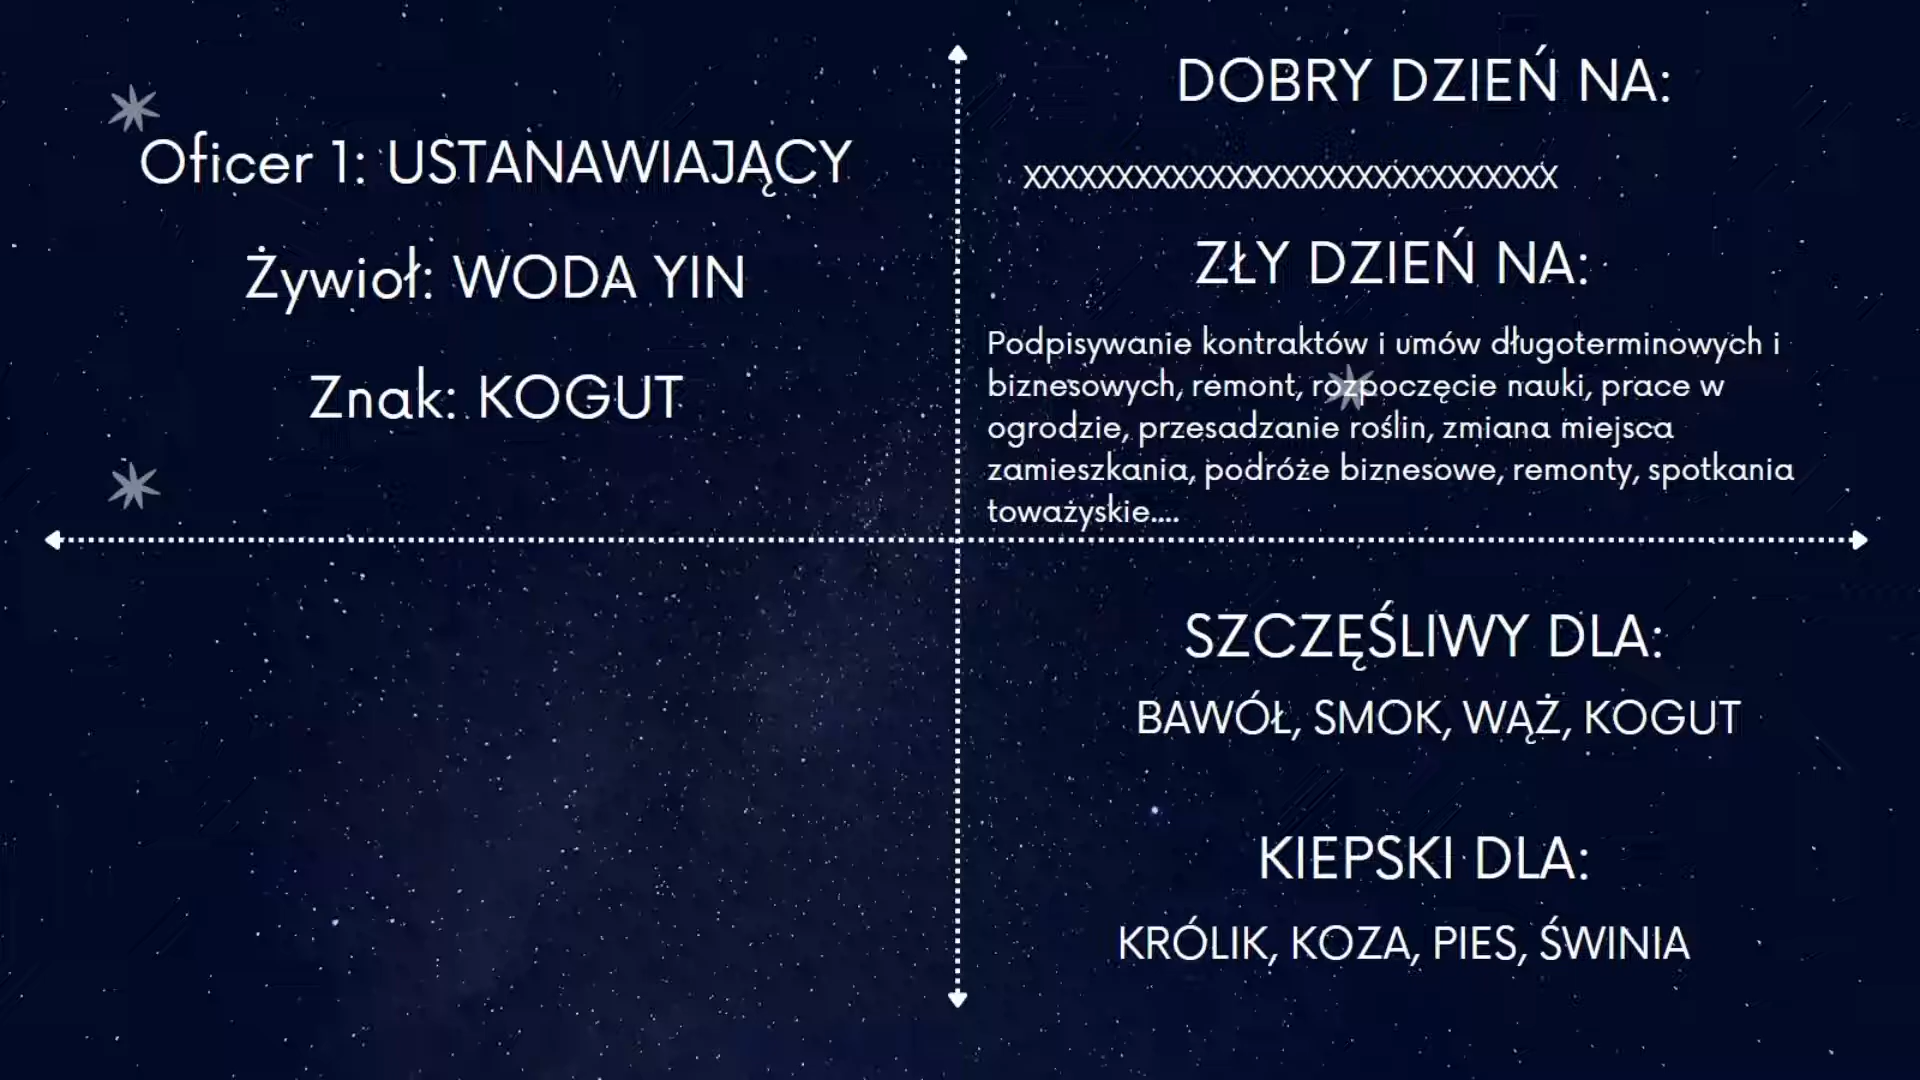 Oficer 1: USTANAWIAJĄCY
Żywioł: WODA YIN
Znak: KOGUT
DOBRY DZIEŃ NA:
xxxxxxxxxxxxxxxxxxxxxxxxxxxxxxxxxxx
ZŁY DZIEŃ NA:
Podpisywanie kontraktów i umów długoterminowych i
biznesowych, remont, rozpoczęcie nauki, prace w
ogrodzie, przesadzanie roślin, zmiana miejsca
zamieszkania, podróże biznesowe, remonty, spotkania
toważyskie....
SZCZĘŚLIWY DLA:
BAWÓŁ, SMOK, WĄŻ, KOGUT
KIEPSKI DLA:
KRÓLIK, KOZA, PIES, ŚWINIA